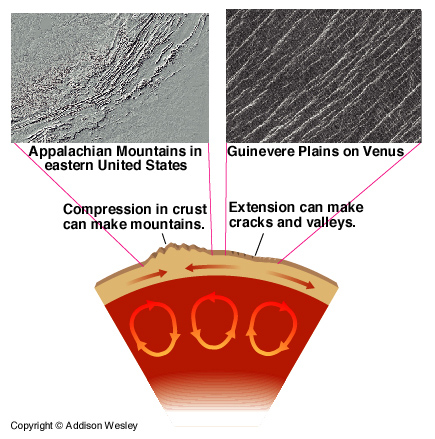 Appalachian Mountains in
eastern United States
Guinevere Plains on Venus
Compression in crust
can make mountains.
Extension can make
cracks and valleys.
Copyright © Addison Wesley